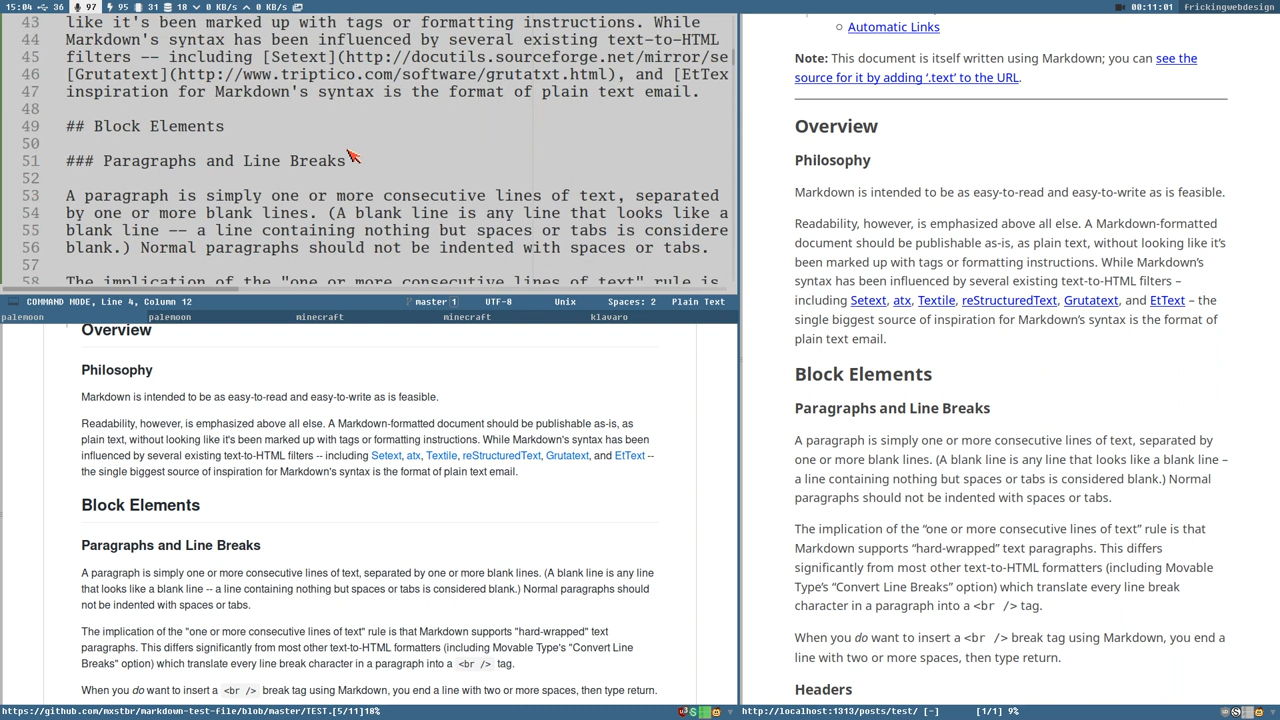 15:04 36 97 95 31 18 0 KB/s 0 KB/s
00:11:01 frickingwebdesign
43 like it's been marked up with tags or formatting instructions. While
44 Markdown's syntax has been influenced by several existing text-to-HTML
45 filters -- including [Setext](http://docutils.sourceforge.net/mirror/se
46 [Grutatext](http://www.triptico.com/software/grutatxt.html), and [EtTex
47 inspiration for Markdown's syntax is the format of plain text email.
48
49 ## Block Elements
50
51 ### Paragraphs and Line Breaks
52
53 A paragraph is simply one or more consecutive lines of text, separated
54 by one or more blank lines. (A blank line is any line that looks like a
55 blank line -- a line containing nothing but spaces or tabs is considere
56 blank.) Normal paragraphs should not be indented with spaces or tabs.
57
58 The implication of the "one or more consecutive lines of text" rule is
COMMAND MODE, Line 4, Column 12 master 1 UTF-8 Unix Spaces: 2 Plain Text
palemoon palemoon minecraft minecraft klavaro
Overview
Philosophy
Markdown is intended to be as easy-to-read and easy-to-write as is feasible.
Readability, however, is emphasized above all else. A Markdown-formatted document should be publishable as-is, as
plain text, without looking like it's been marked up with tags or formatting instructions. While Markdown's syntax has been
influenced by several existing text-to-HTML filters -- including Setext, atx, Textile, reStructuredText, Grutatext, and EtText --
the single biggest source of inspiration for Markdown's syntax is the format of plain text email.
Block Elements
Paragraphs and Line Breaks
A paragraph is simply one or more consecutive lines of text, separated by one or more blank lines. (A blank line is any line
that looks like a blank line -- a line containing nothing but spaces or tabs is considered blank.) Normal paragraphs should
not be indented with spaces or tabs.
The implication of the "one or more consecutive lines of text" rule is that Markdown supports "hard-wrapped" text
paragraphs. This differs significantly from most other text-to-HTML formatters (including Movable Type's "Convert Line
Breaks" option) which translate every line break character in a paragraph into a <br /> tag.
When you do want to insert a <br /> break tag using Markdown, you end a line with two or more spaces, then type return.
https://github.com/mxstbr/markdown-test-file/blob/master/TEST.[5/11]18%
Automatic Links
Note: This document is itself written using Markdown; you can see the
source for it by adding ‘.text’ to the URL.
Overview
Philosophy
Markdown is intended to be as easy-to-read and easy-to-write as is feasible.
Readability, however, is emphasized above all else. A Markdown-formatted
document should be publishable as-is, as plain text, without looking like it’s
been marked up with tags or formatting instructions. While Markdown’s
syntax has been influenced by several existing text-to-HTML filters –
including Setext, atx, Textile, reStructuredText, Grutatext, and EtText – the
single biggest source of inspiration for Markdown’s syntax is the format of
plain text email.
Block Elements
Paragraphs and Line Breaks
A paragraph is simply one or more consecutive lines of text, separated by
one or more blank lines. (A blank line is any line that looks like a blank line –
a line containing nothing but spaces or tabs is considered blank.) Normal
paragraphs should not be indented with spaces or tabs.
The implication of the “one or more consecutive lines of text” rule is that
Markdown supports “hard-wrapped” text paragraphs. This differs
significantly from most other text-to-HTML formatters (including Movable
Type’s “Convert Line Breaks” option) which translate every line break
character in a paragraph into a <br /> tag.
When you do want to insert a <br /> break tag using Markdown, you end a
line with two or more spaces, then type return.
Headers
http://localhost:1313/posts/test/ [-] [1/1] 9%